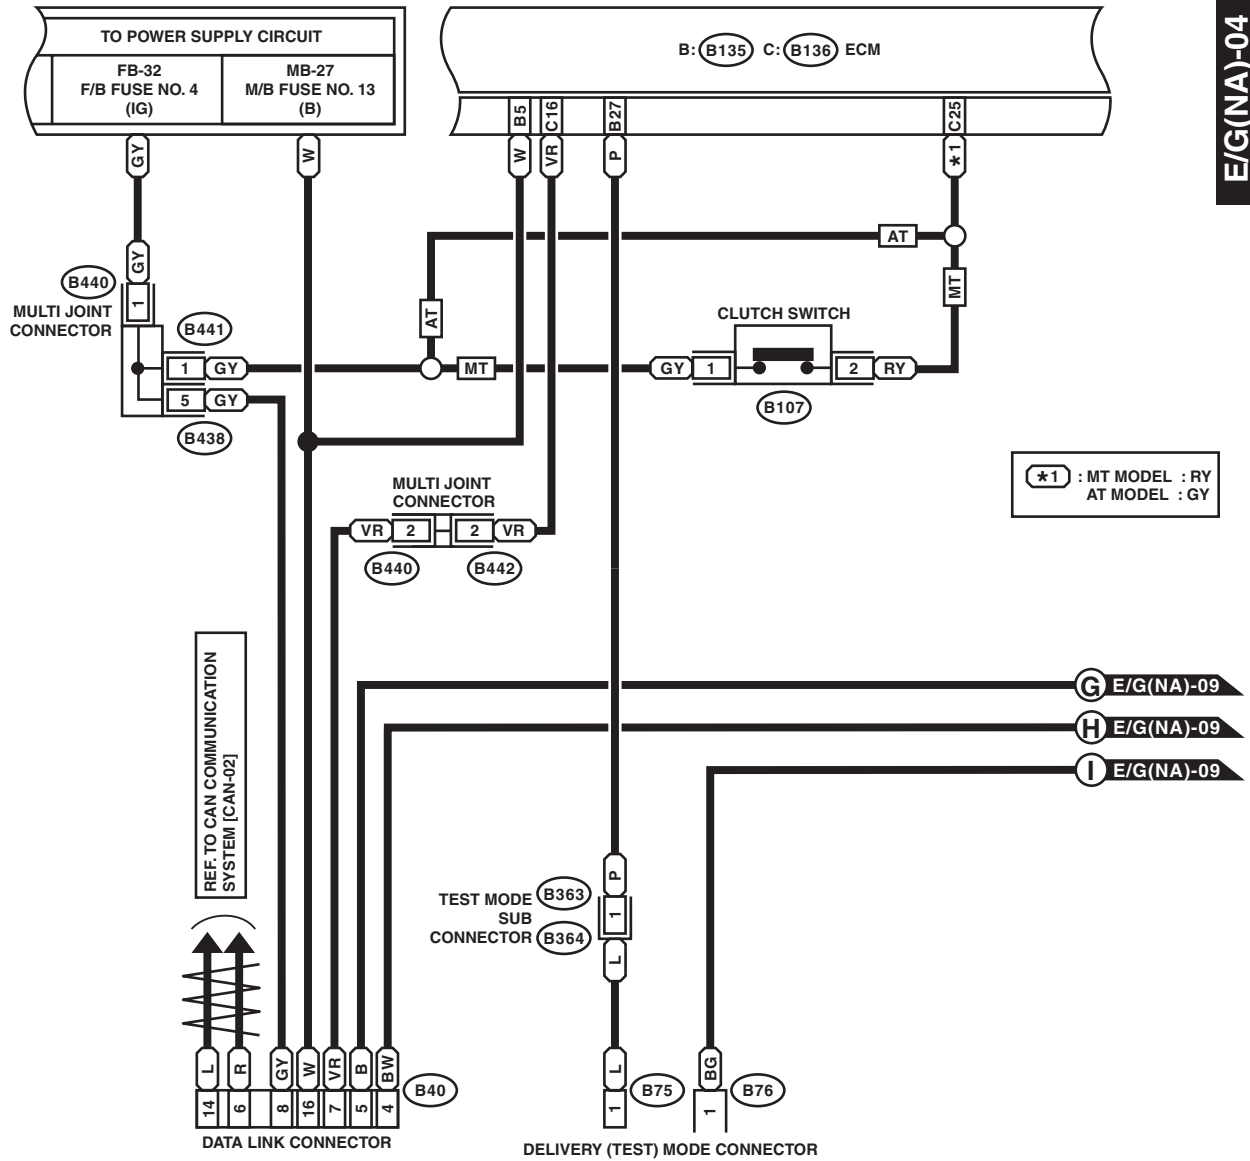 E/G(NA)-04
TO POWER SUPPLY CIRCUIT
FB-32
F/B FUSE NO. 4
(IG)
MB-27
M/B FUSE NO. 13
(B)
B: B135 C: B136 ECM
B5
C16
B27
C25
GY
W
W
VR
P
*1
AT
GY
MT
B440
1
MULTI JOINT
CONNECTOR
AT
CLUTCH SWITCH
B441
1 GY
MT
GY 1
2 RY
5 GY
B107
B438
*1 : MT MODEL : RY
AT MODEL : GY
MULTI JOINT
CONNECTOR
VR 2
2 VR
B440
B442
REF. TO CAN COMMUNICATION
SYSTEM [CAN-02]
G E/G(NA)-09
H E/G(NA)-09
I E/G(NA)-09
P
TEST MODE
SUB
CONNECTOR
B363
B364
1
L
L
R
GY
W
VR
B
BW
L
BG
B40
B75
B76
14
6
8
16
7
5
4
1
1
DATA LINK CONNECTOR
DELIVERY (TEST) MODE CONNECTOR